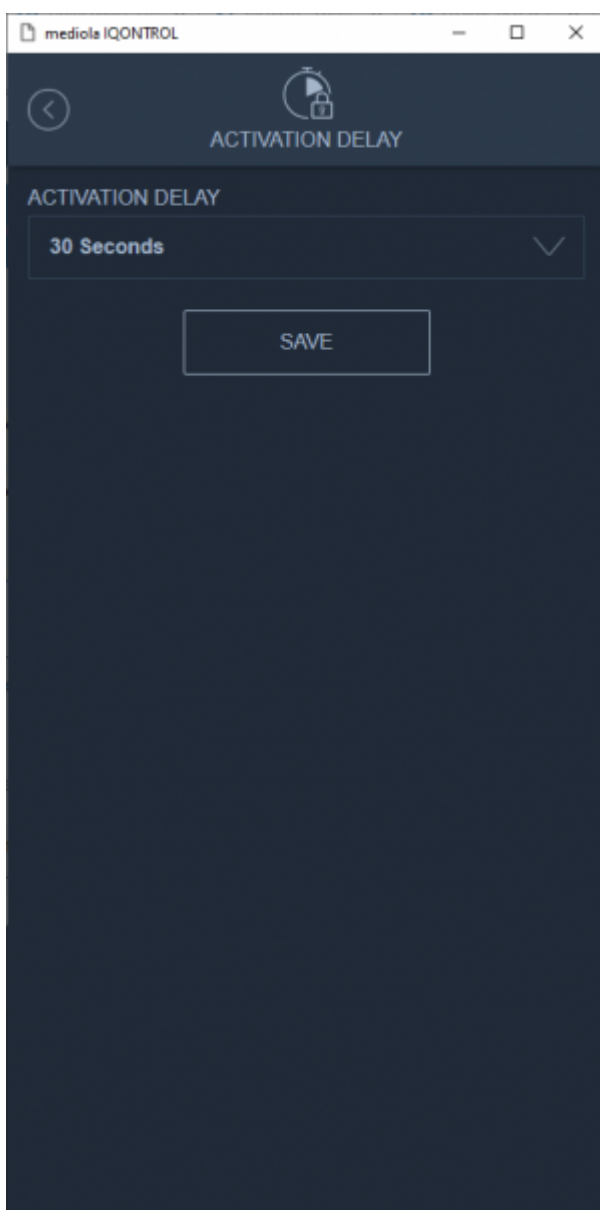 mediola IQONTROL
ACTIVATION DELAY
ACTIVATION DELAY
30 Seconds
SAVE